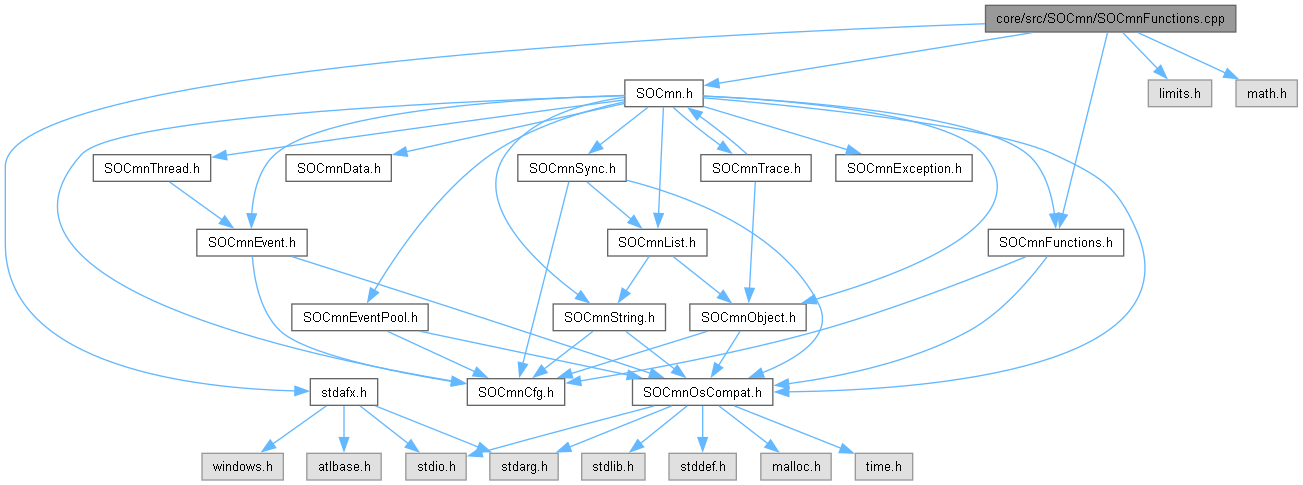 core/src/SOCmn/SOCmnFunctions.cpp
SOCmn.h
limits.h
math.h
SOCmnThread.h
SOCmnData.h
SOCmnSync.h
SOCmnTrace.h
SOCmnException.h
SOCmnEvent.h
SOCmnList.h
SOCmnFunctions.h
SOCmnEventPool.h
SOCmnString.h
SOCmnObject.h
stdafx.h
SOCmnCfg.h
SOCmnOsCompat.h
windows.h
atlbase.h
stdio.h
stdarg.h
stdlib.h
stddef.h
malloc.h
time.h